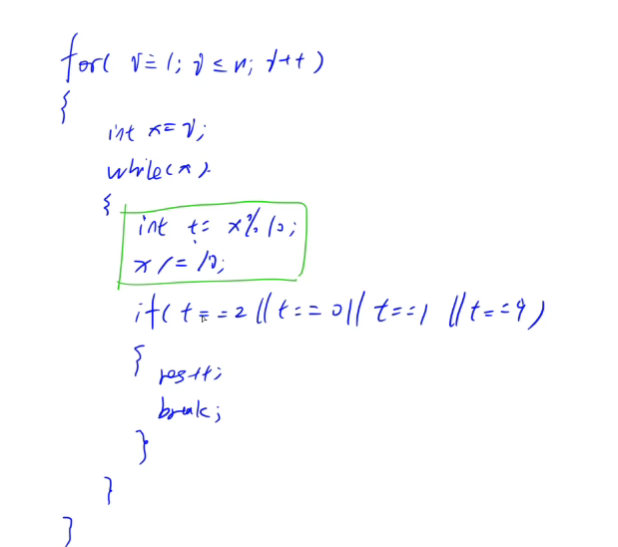 for( i=1; i≤n; i++)
{
int x=i;
while(x)
{
int t= x%10;
x/=10;
if( t==2 || t==0 || t==1 || t==9)
{
res++;
break;
}
}
}